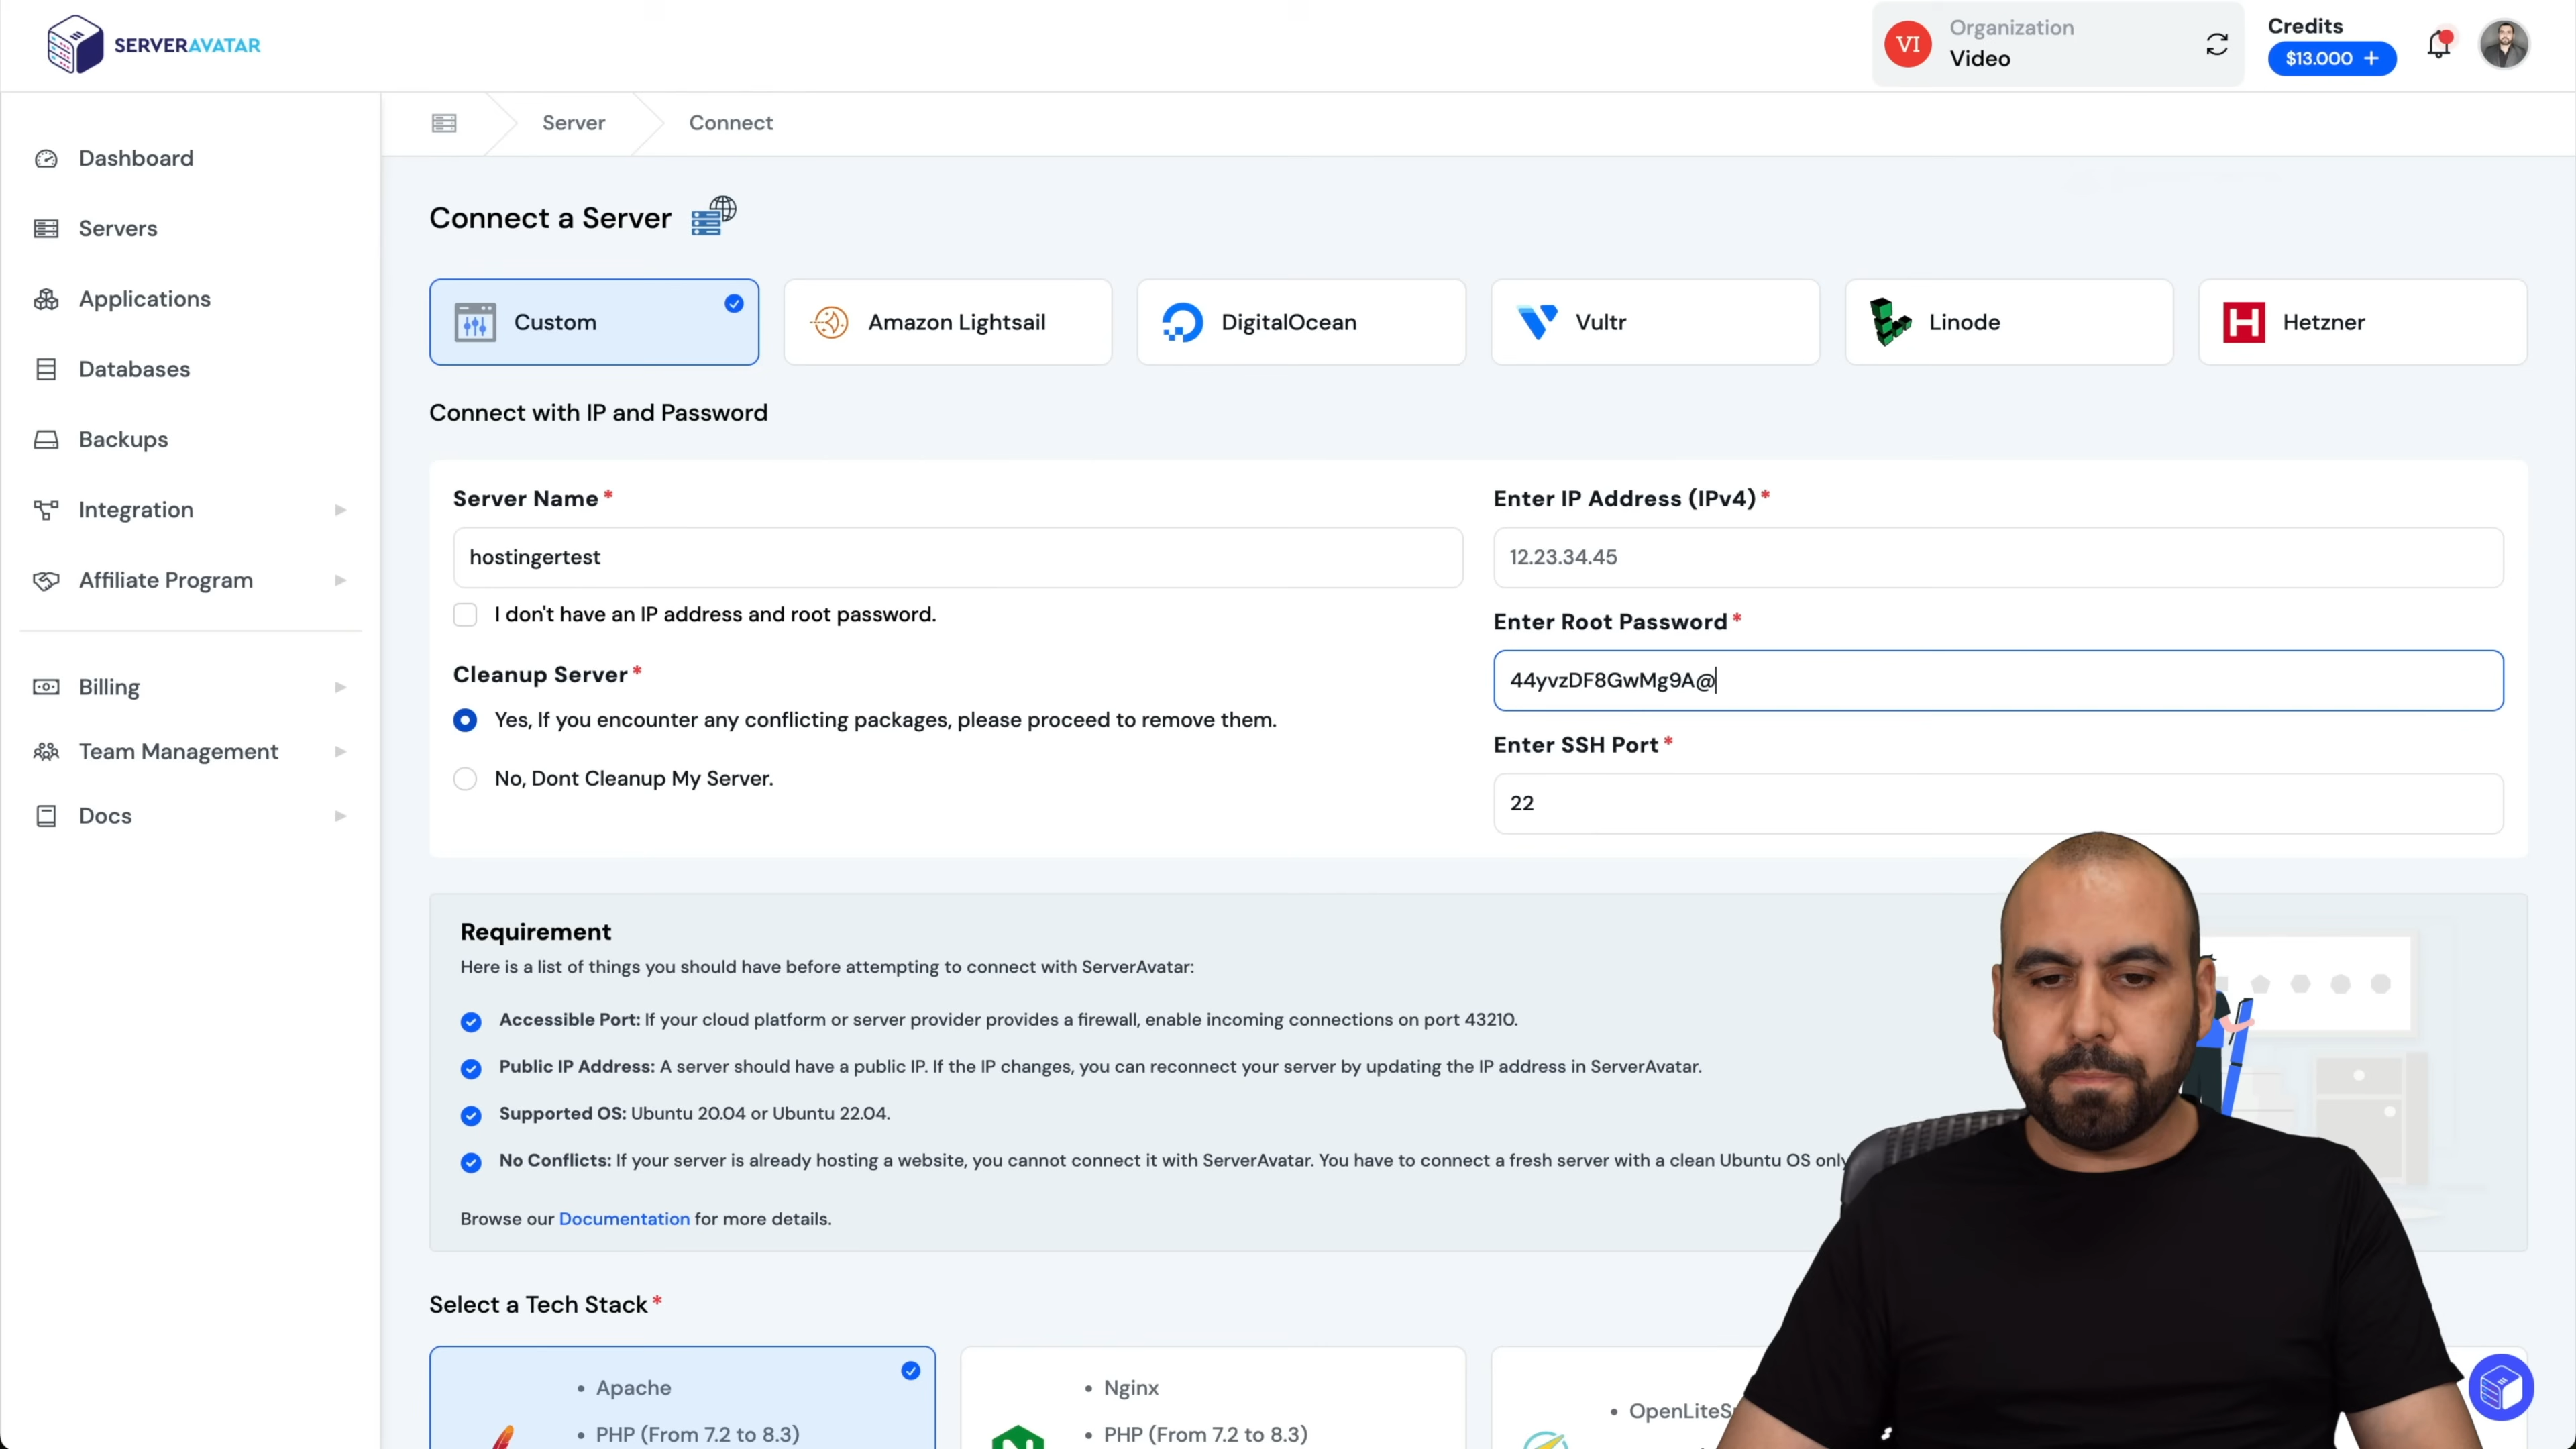 SERVERAVATAR
VI
Organization
Video
Credits
$13.000 +
Dashboard
Servers
Applications
Databases
Backups
Integration
Affiliate Program
Billing
Team Management
Docs
Server
Connect
Connect a Server
Custom
Amazon Lightsail
DigitalOcean
Vultr
Linode
Hetzner
Connect with IP and Password
Server Name *
hostingertest
I don't have an IP address and root password.
Cleanup Server *
Yes, If you encounter any conflicting packages, please proceed to remove them.
No, Dont Cleanup My Server.
Enter IP Address (IPv4) *
12.23.34.45
Enter Root Password *
44yvzDF8GwMg9A@
Enter SSH Port *
22
Requirement
Here is a list of things you should have before attempting to connect with ServerAvatar:
Accessible Port: If your cloud platform or server provider provides a firewall, enable incoming connections on port 43210.
Public IP Address: A server should have a public IP. If the IP changes, you can reconnect your server by updating the IP address in ServerAvatar.
Supported OS: Ubuntu 20.04 or Ubuntu 22.04.
No Conflicts: If your server is already hosting a website, you cannot connect it with ServerAvatar. You have to connect a fresh server with a clean Ubuntu OS only
Browse our Documentation for more details.
Select a Tech Stack *
• Apache
• PHP (From 7.2 to 8.3)
• Nginx
• PHP (From 7.2 to 8.3)
• OpenLiteS